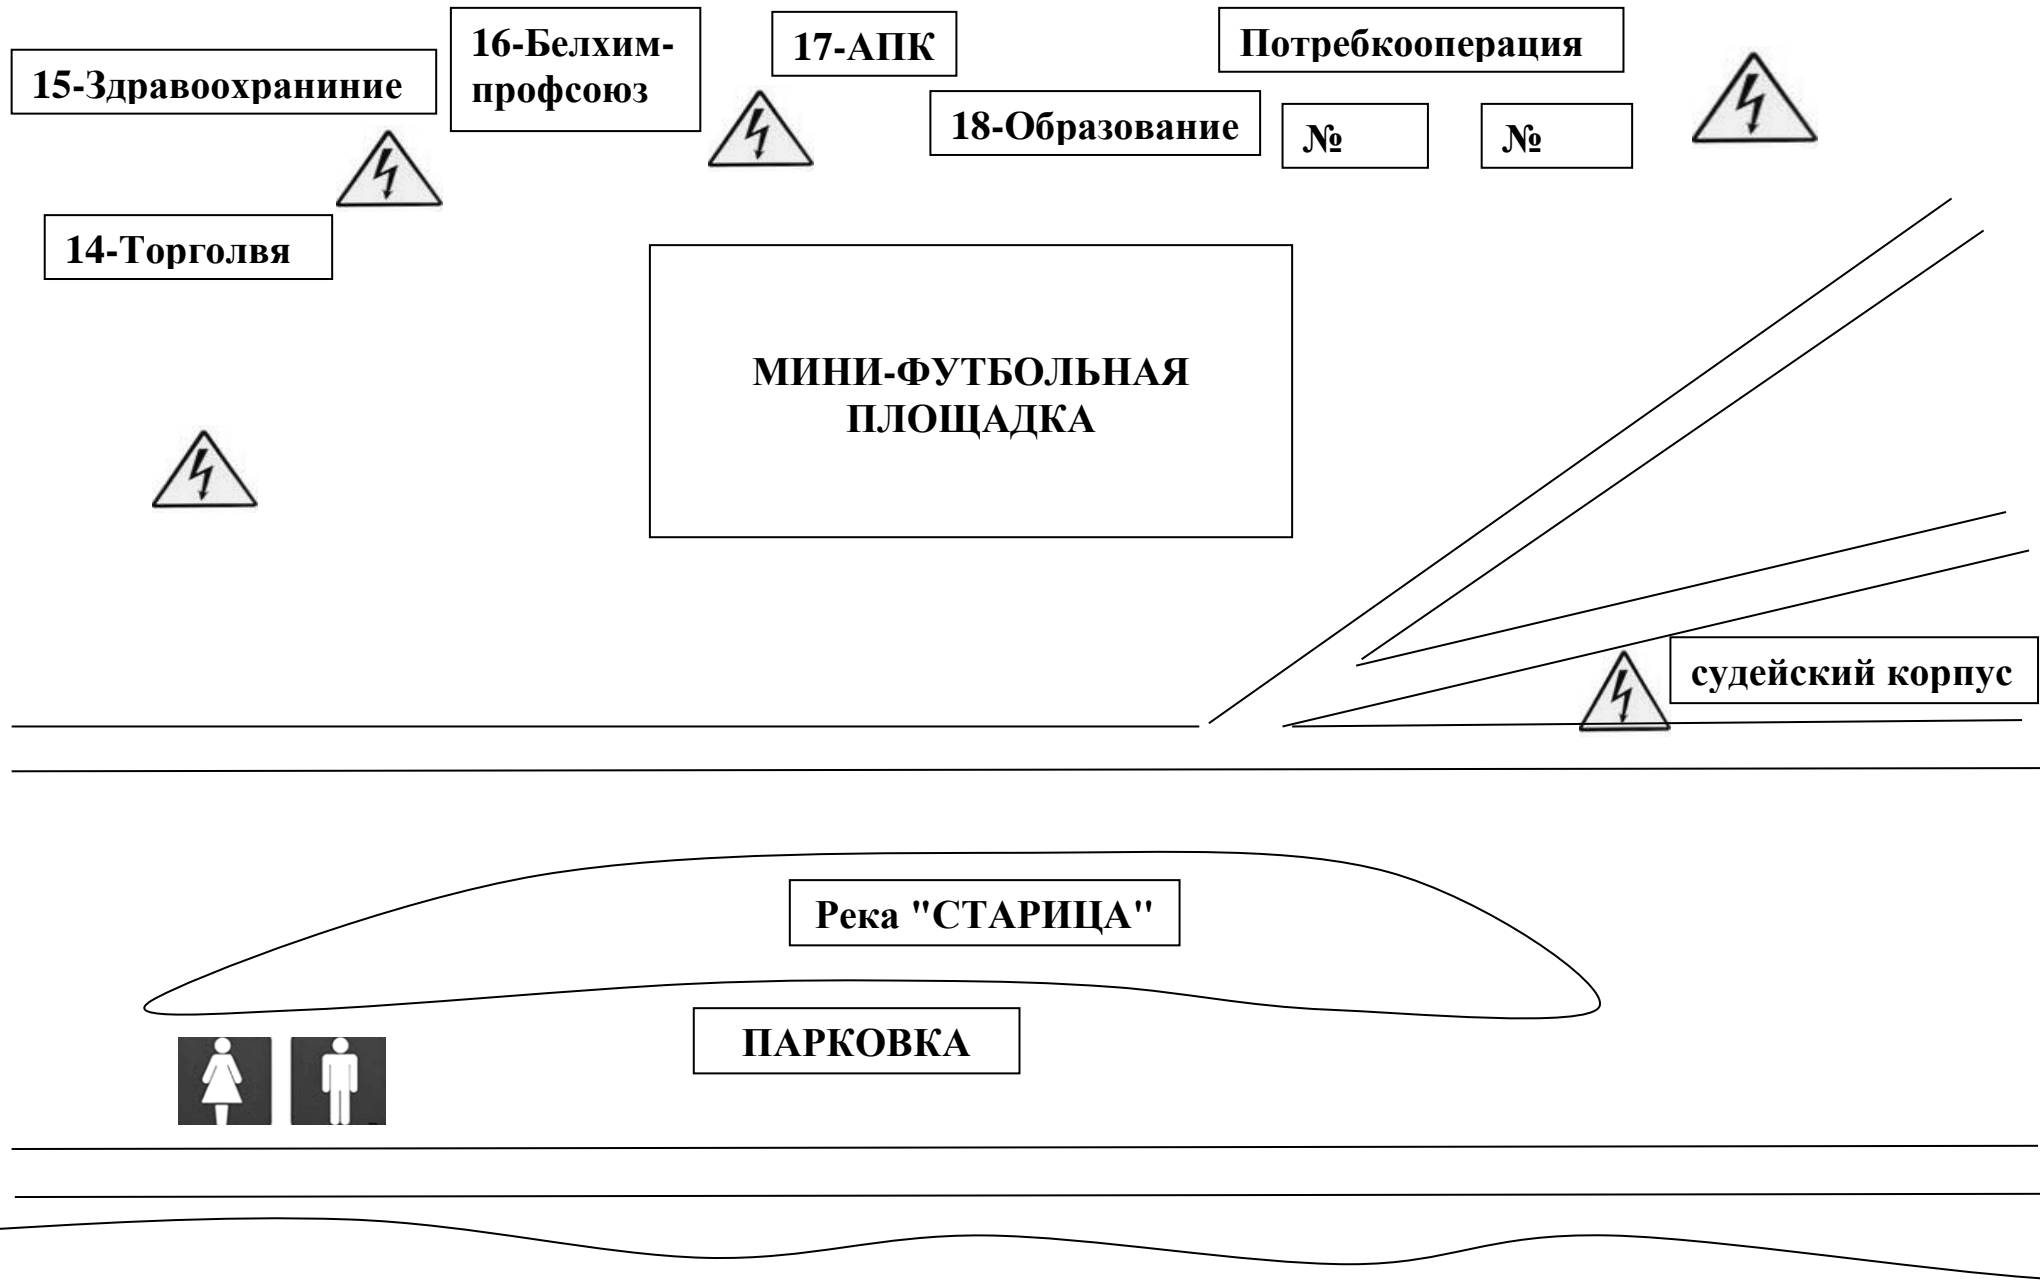 15-Здравоохраниние
16-Белхим-
профсоюз
17-АПК
Потребкооперация
18-Образование
№
№
14-Торголвя
МИНИ-ФУТБОЛЬНАЯ
ПЛОЩАДКА
судейский корпус
Река "СТАРИЦА"
ПАРКОВКА